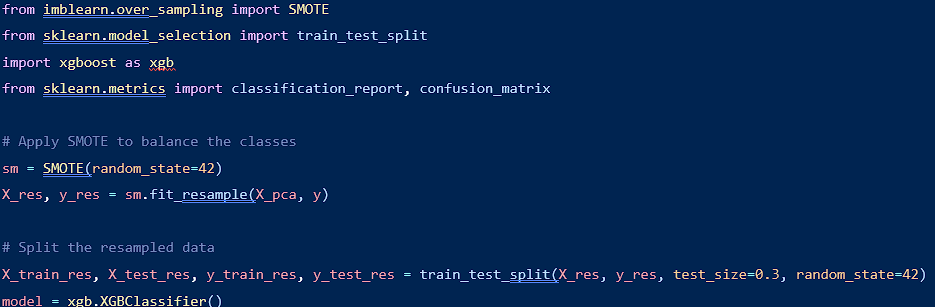 from imblearn.over_sampling import SMOTE
from sklearn.model_selection import train_test_split
import xgboost as xgb
from sklearn.metrics import classification_report, confusion_matrix
# Apply SMOTE to balance the classes
sm = SMOTE(random_state=42)
X_res, y_res = sm.fit_resample(X_pca, y)
# Split the resampled data
X_train_res, X_test_res, y_train_res, y_test_res = train_test_split(X_res, y_res, test_size=0.3, random_state=42)
model = xgb.XGBClassifier()